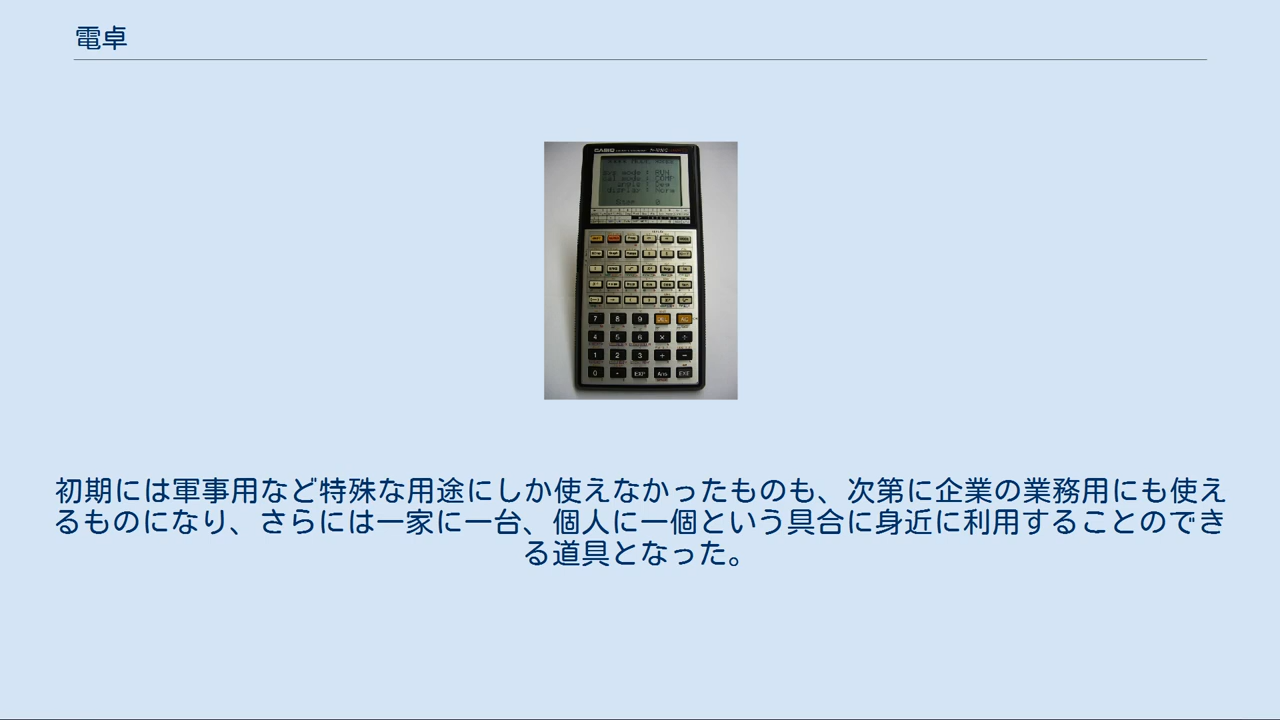 電卓
CASIO
7 8 9 DEL AC
4 5 6 × ÷
1 2 3 + -
0 . EXP Ans EXE
初期には軍事用など特殊な用途にしか使えなかったものも、次第に企業の業務用にも使え
るものになり、さらには一家に一台、個人に一個という具合に身近に利用することのでき
る道具となった。